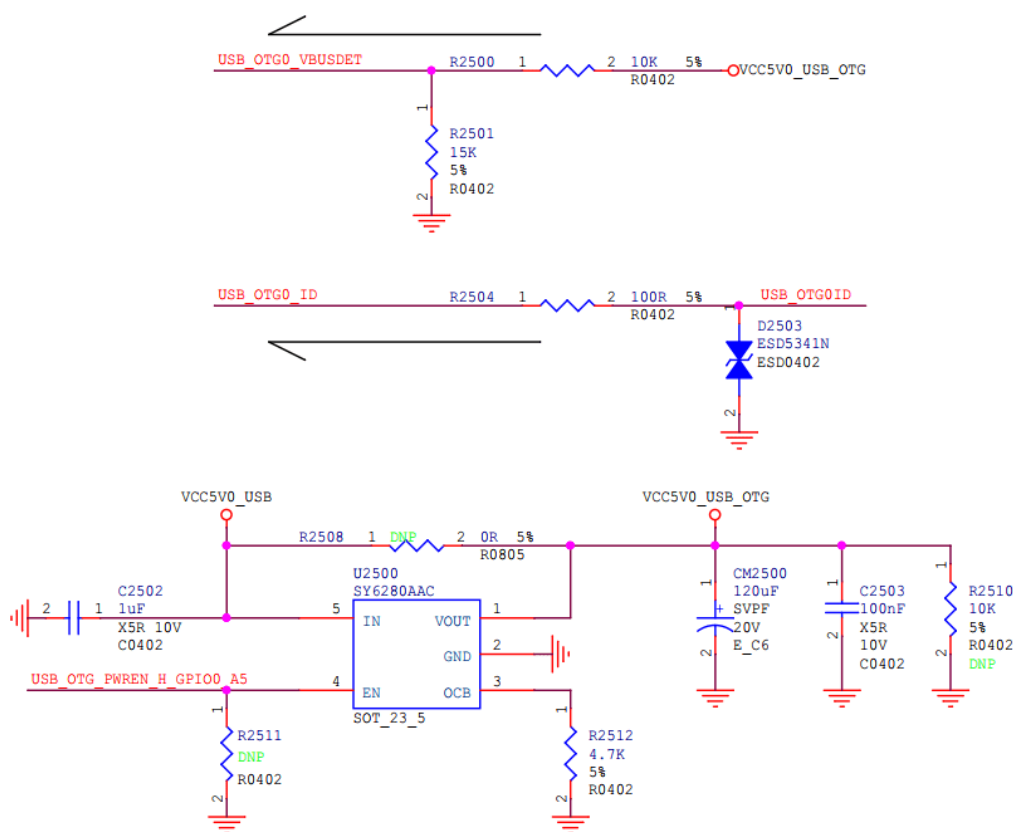 USB_OTG0_VBUSDET
R2500 1 2 10K 5%
R0402
VCC5V0_USB_OTG
1
R2501
15K
5%
R0402
2
USB_OTG0_ID
R2504 1 2 100R 5%
R0402
USB_OTG0ID
1
D2503
ESD5341N
ESD0402
2
VCC5V0_USB
VCC5V0_USB_OTG
R2508 1 DNP 2 0R 5%
R0805
C2502
2 1 1uF
X5R 10V
C0402
U2500
SY6280AAC
5 IN VOUT 1
GND 2
4 EN OCB 3
SOT_23_5
USB_OTG_PWREN_H_GPIO0_A5
1
R2511
DNP
R0402
2
1
R2512
4.7K
5%
R0402
2
1
CM2500
120uF
+ SVPF
20V
E_C6
2
1
C2503
100nF
X5R
10V
C0402
2
1
R2510
10K
5%
R0402
DNP
2